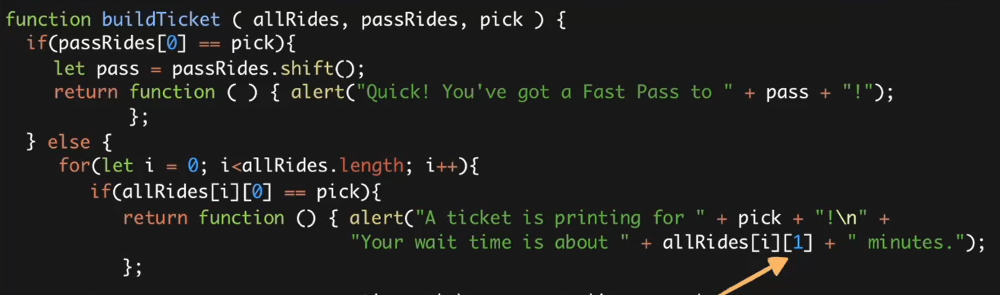 function buildTicket ( allRides, passRides, pick ) {
if(passRides[0] == pick){
let pass = passRides.shift();
return function ( ) { alert("Quick! You've got a Fast Pass to " + pass + "!");
};
} else {
for(let i = 0; i<allRides.length; i++){
if(allRides[i][0] == pick){
return function () { alert("A ticket is printing for " + pick + "!\n" +
"Your wait time is about " + allRides[i][1] + " minutes.");
};